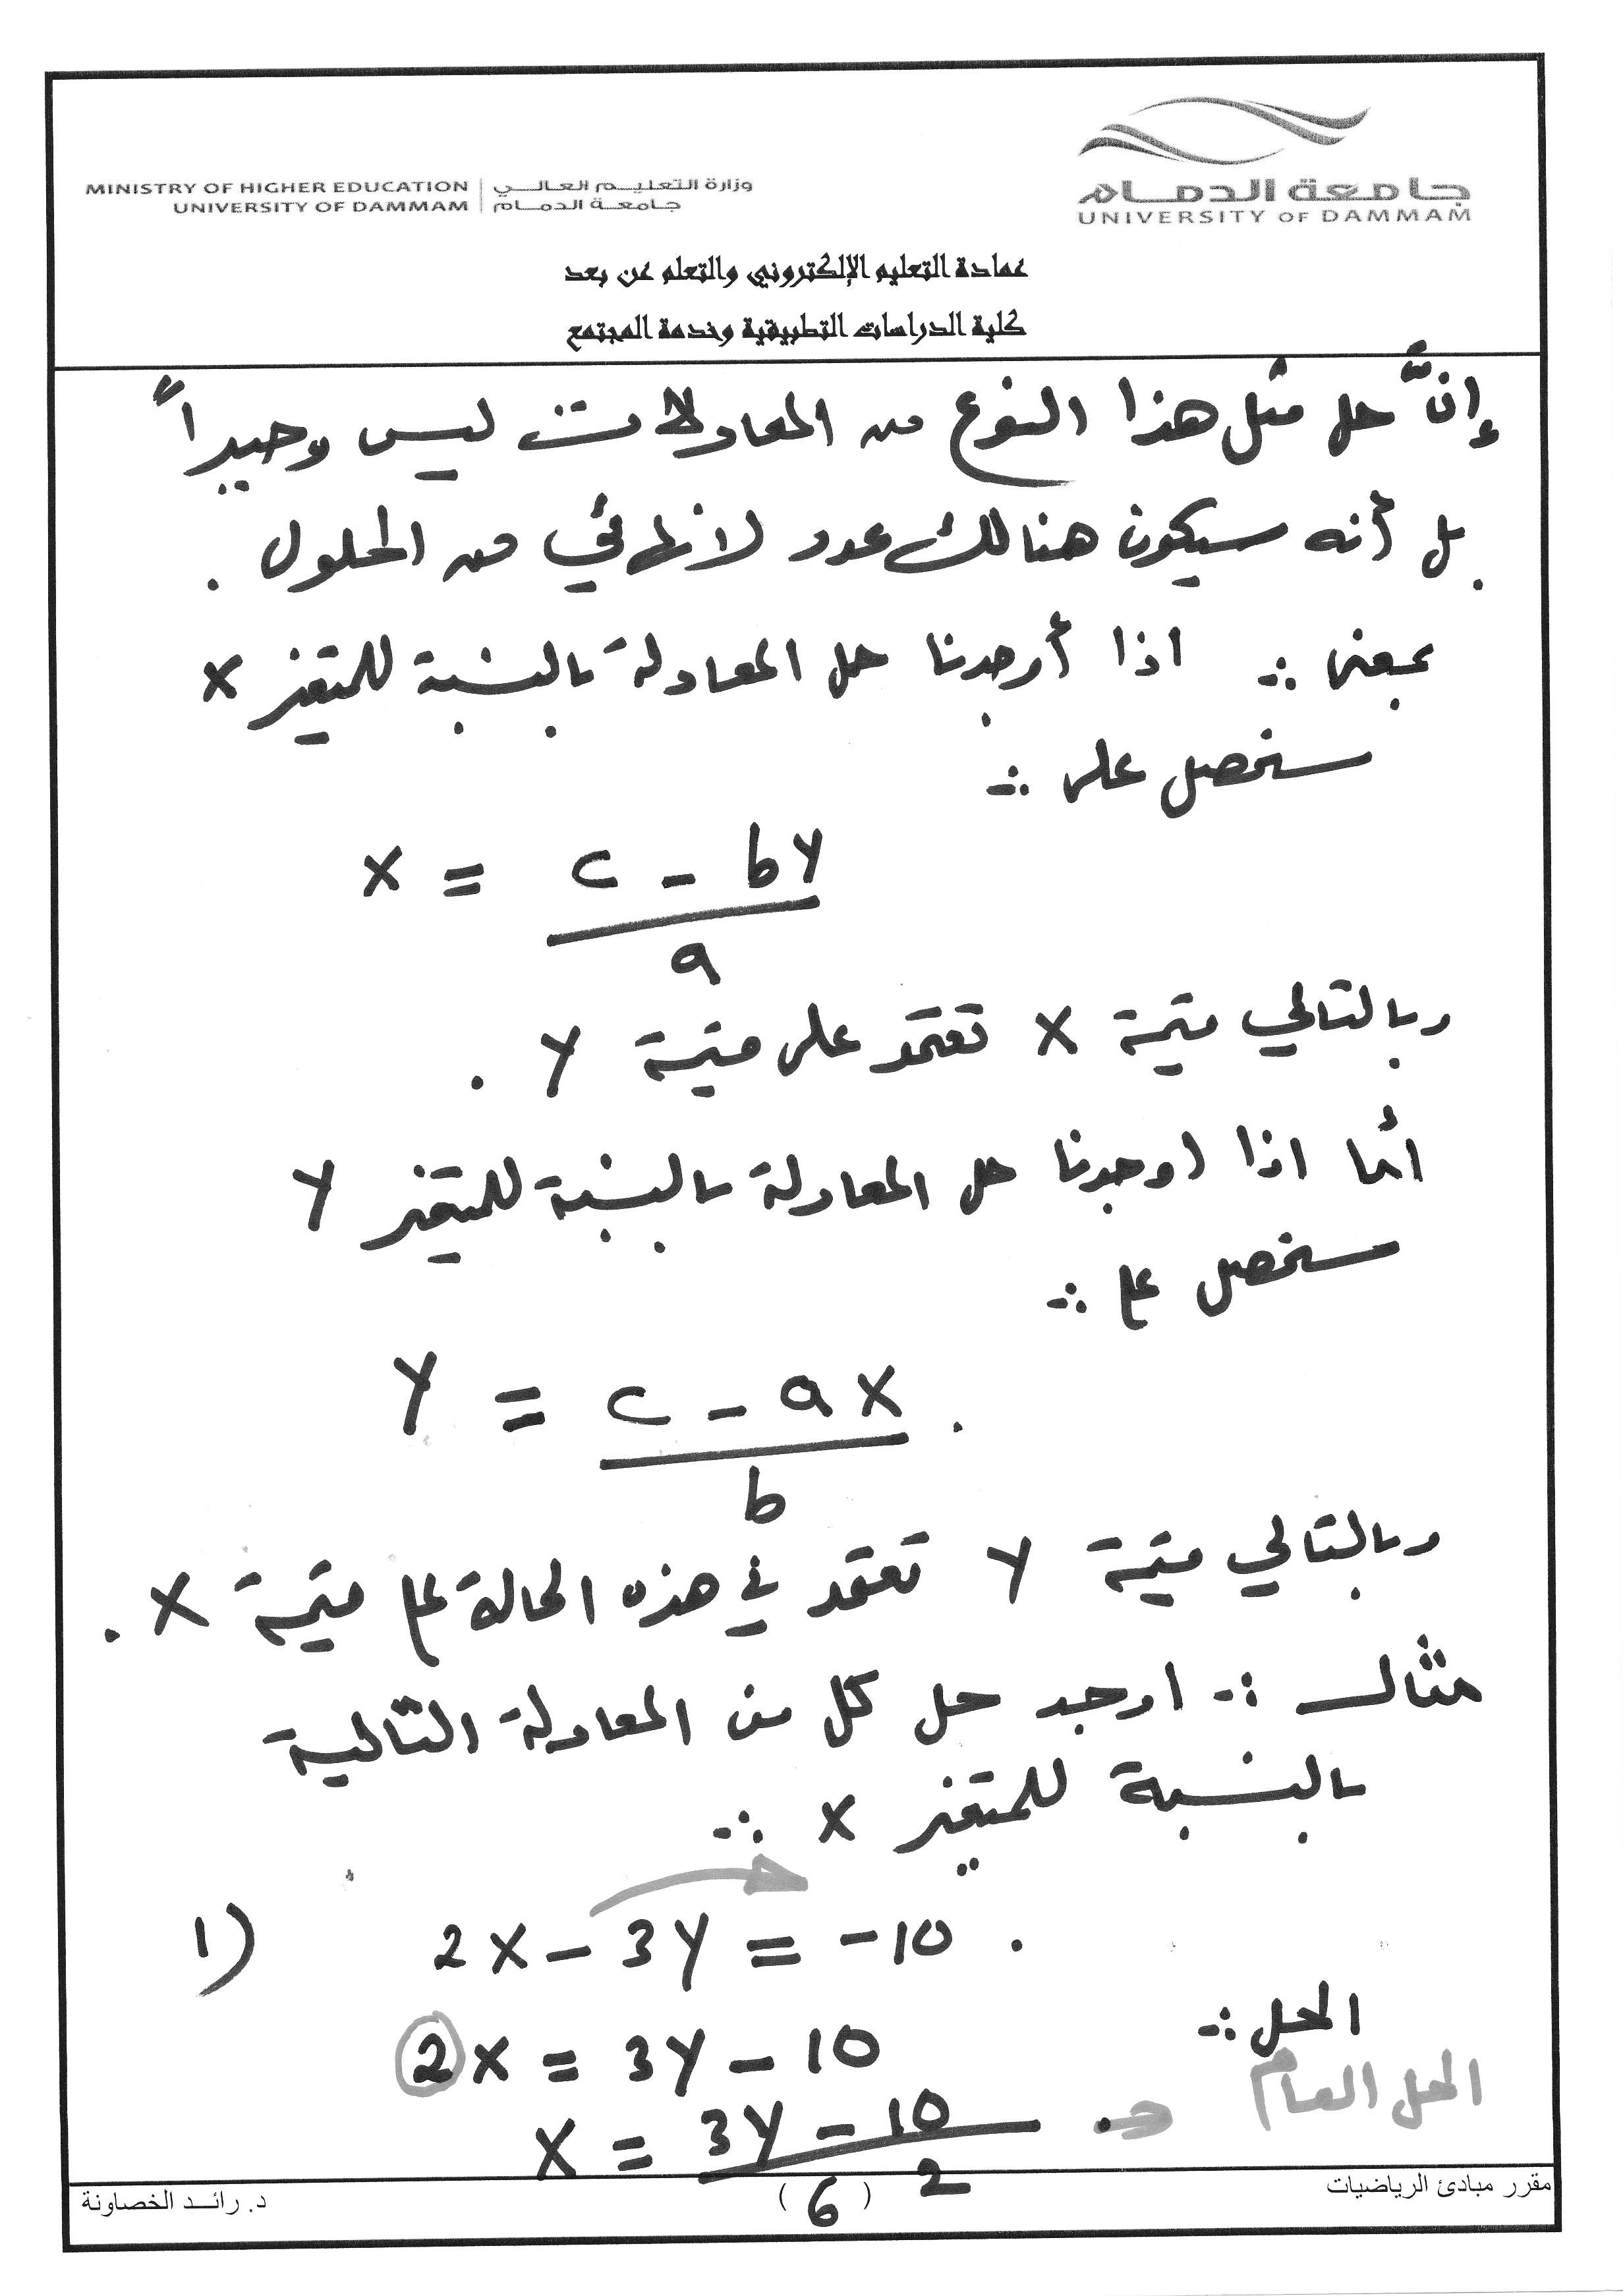 جامعة الدمام
UNIVERSITY OF DAMMAM
MINISTRY OF HIGHER EDUCATION | وزارة التعليم العالي
UNIVERSITY OF DAMMAM | جامعة الدمام
عمادة التعليم الإلكتروني والتعلم عن بعد
كلية الدراسات التطبيقية وخدمة المجتمع
إنَّ حل مثل هذا النوع من المعادلات ليس وحيداً
بل أنه سيكون هنالك عدد لانهائي من الحلول .
بمعنى :- اذا أوجدنا حل المعادلة بالنسبة للمتغير x
سنحصل على :-
x = (c - by) / a
وبالتالي قيمة x تعتمد على قيمة y .
أما اذا اوجدنا حل المعادلة بالنسبة للمتغير y
سنحصل على :-
y = (c - ax) / b .
وبالتالي قيمة y تعتمد في هذه الحالة على قيمة x .
مثال :- اوجد حل كل من المعادلة التالية
بالنسبة للمتغير x :-
1) 2x - 3y = -10 .
الحل :-
2x = 3y - 10
الحل العام
x = (3y - 10) / 2 .
مقرر مبادئ الرياضيات
(6)
د. رائد الخصاونة